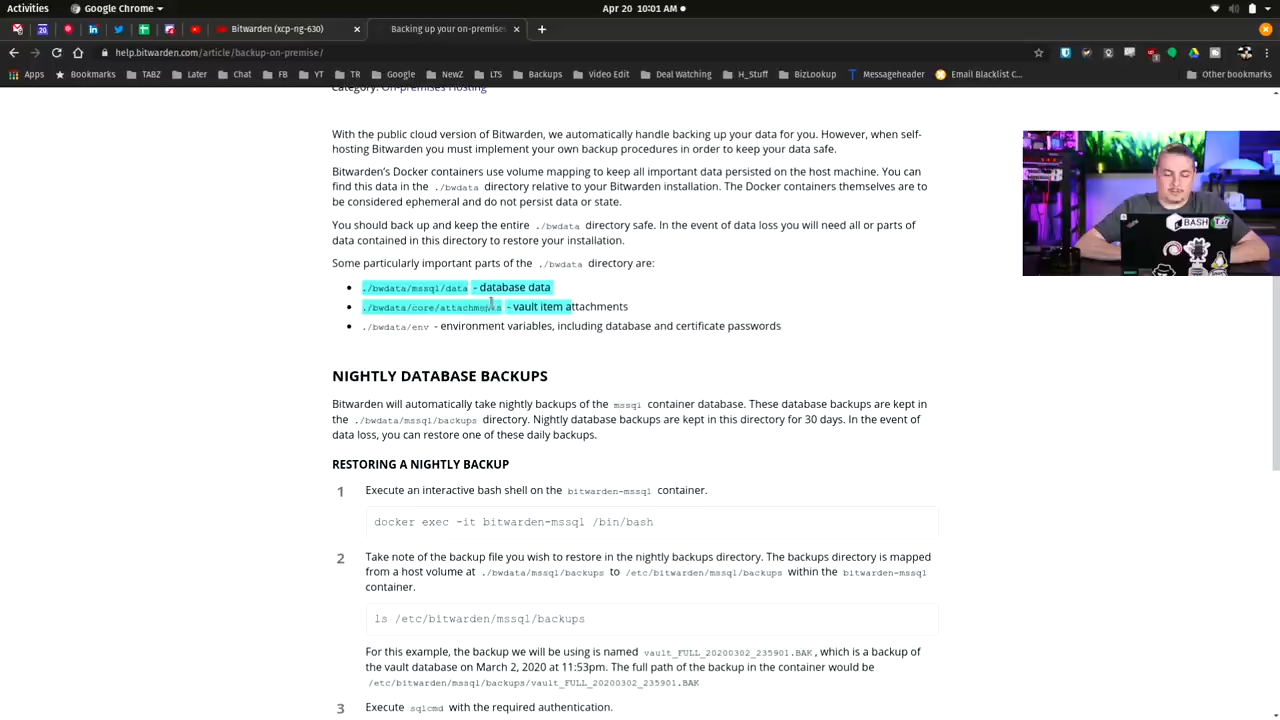 Activities Google Chrome Apr 20 10:01 AM
Bitwarden (xcp-ng-630) × Backing up your on-premises × +
help.bitwarden.com/article/backup-on-premise/
Apps Bookmarks TABZ Later Chat FB YT TR Google NewZ LTS Backups Video Edit Deal Watching H_Stuff BizLookup Messageheader Email Blacklist C... Other bookmarks
Category: On-premises Hosting
With the public cloud version of Bitwarden, we automatically handle backing up your data for you. However, when self-
hosting Bitwarden you must implement your own backup procedures in order to keep your data safe.
Bitwarden's Docker containers use volume mapping to keep all important data persisted on the host machine. You can
find this data in the ./bwdata directory relative to your Bitwarden installation. The Docker containers themselves are to
be considered ephemeral and do not persist data or state.
You should back up and keep the entire ./bwdata directory safe. In the event of data loss you will need all or parts of
data contained in this directory to restore your installation.
Some particularly important parts of the ./bwdata directory are:
• ./bwdata/mssql/data - database data
• ./bwdata/core/attachments - vault item attachments
• ./bwdata/env - environment variables, including database and certificate passwords
BASH
NIGHTLY DATABASE BACKUPS
Bitwarden will automatically take nightly backups of the mssql container database. These database backups are kept in
the ./bwdata/mssql/backups directory. Nightly database backups are kept in this directory for 30 days. In the event of
data loss, you can restore one of these daily backups.
RESTORING A NIGHTLY BACKUP
1 Execute an interactive bash shell on the bitwarden-mssql container.
docker exec -it bitwarden-mssql /bin/bash
2 Take note of the backup file you wish to restore in the nightly backups directory. The backups directory is mapped
from a host volume at ./bwdata/mssql/backups to /etc/bitwarden/mssql/backups within the bitwarden-mssql
container.
ls /etc/bitwarden/mssql/backups
For this example, the backup we will be using is named vault_FULL_20200302_235901.BAK, which is a backup of
the vault database on March 2, 2020 at 11:53pm. The full path of the backup in the container would be
/etc/bitwarden/mssql/backups/vault_FULL_20200302_235901.BAK
3 Execute sqlcmd with the required authentication.